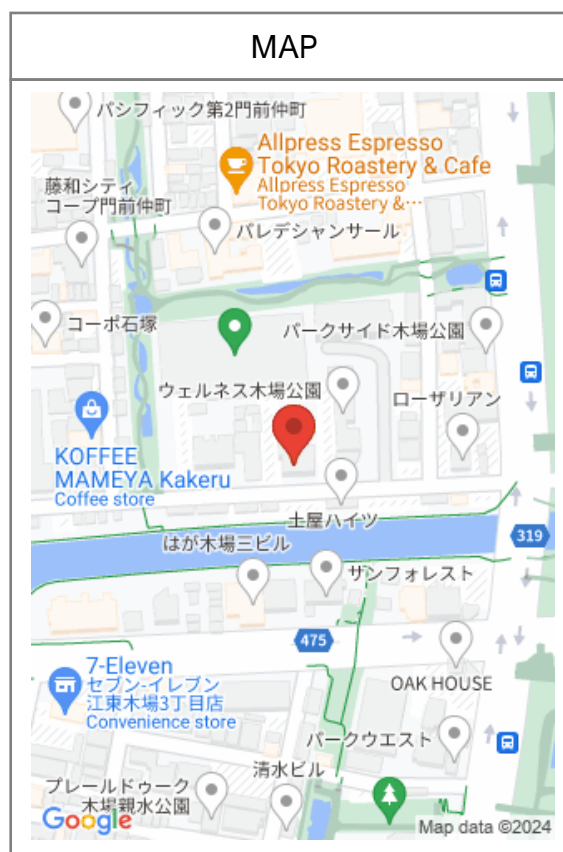 MAP
パシフィック第2門前仲町
Allpress Espresso
Tokyo Roastery & Cafe
Allpress Espresso
Tokyo Roastery &…
藤和シティ
コープ門前仲町
パレデシャンサール
コーポ石塚
パークサイド木場公園
ウェルネス木場公園
ローザリアン
KOFFEE
MAMEYA Kakeru
Coffee store
土屋ハイツ
319
はが木場三ビル
サンフォレスト
475
7-Eleven
セブン-イレブン
江東木場3丁目店
Convenience store
OAK HOUSE
パークウエスト
清水ビル
プレールドゥーク
木場親水公園
Google
Map data ©2024